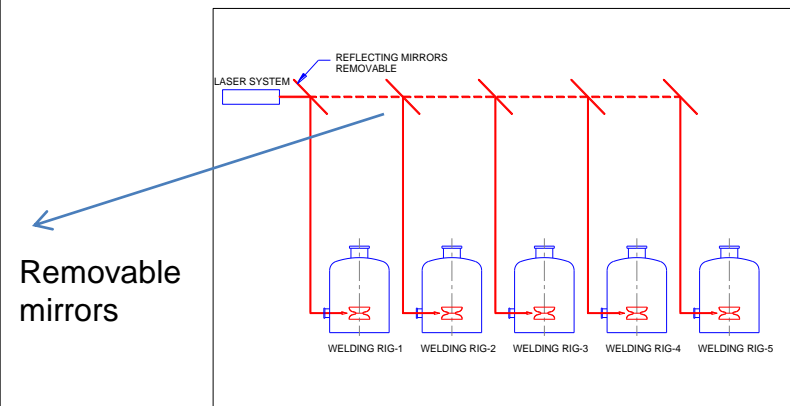 REFLECTING MIRRORS
REMOVABLE
LASER SYSTEM
Removable
mirrors
WELDING RIG-1 WELDING RIG-2 WELDING RIG-3 WELDING RIG-4 WELDING RIG-5